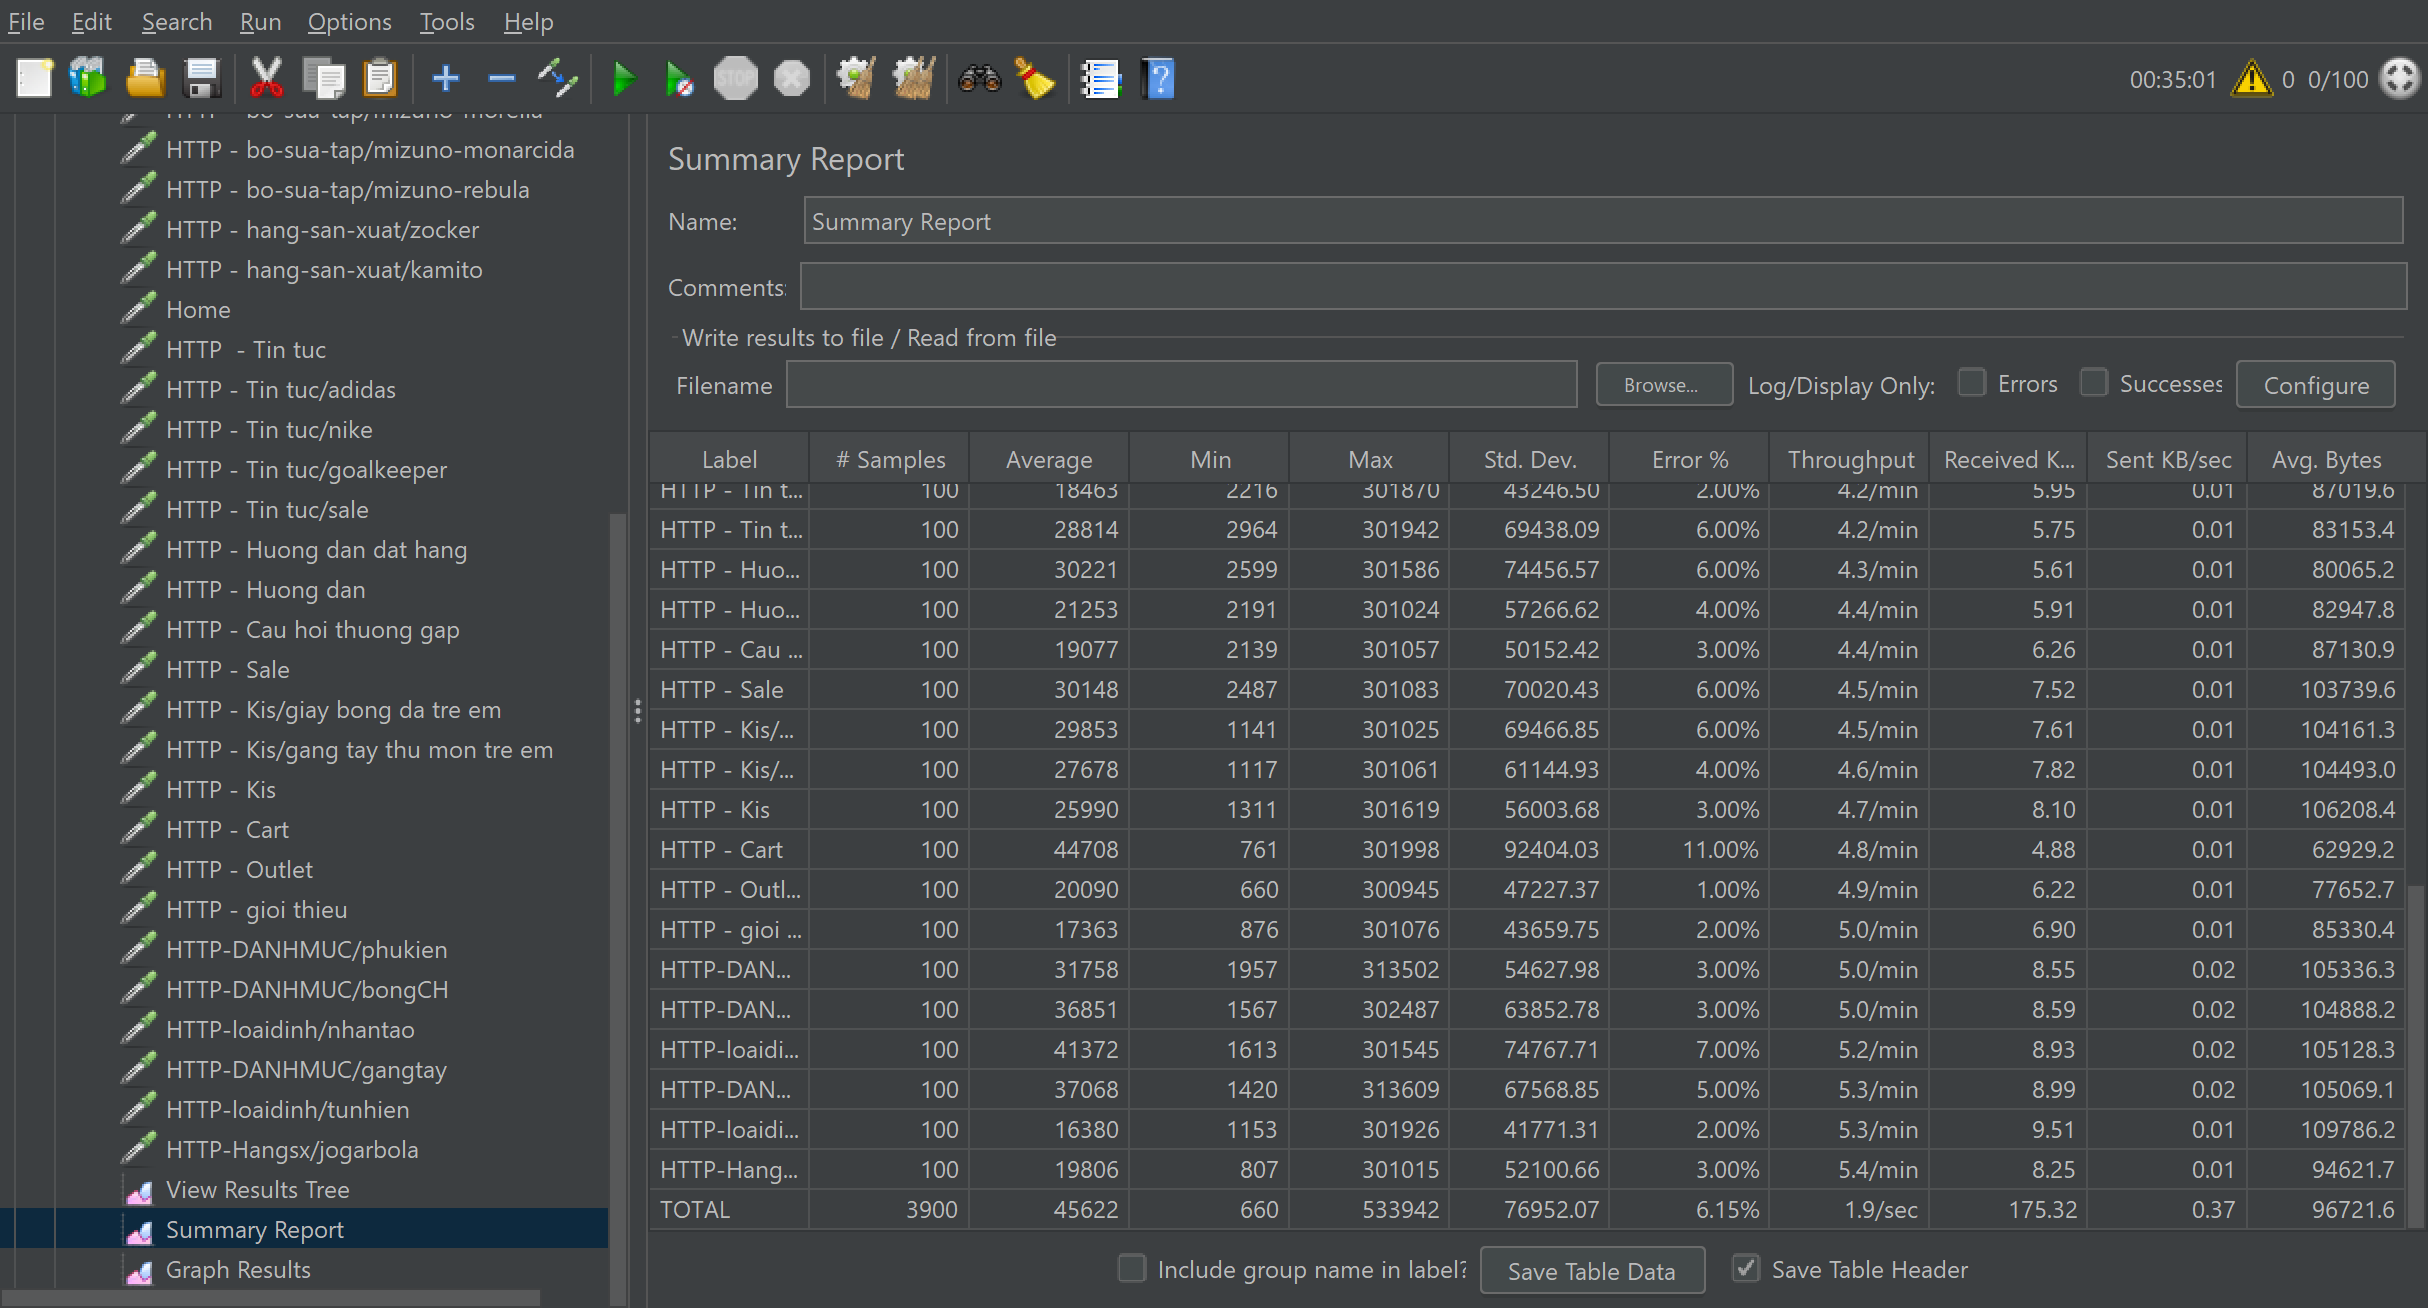 File Edit Search Run Options Tools Help
STOP 00:35:01 0 0/100
HTTP - bo-sua-tap/mizuno-morelia
HTTP - bo-sua-tap/mizuno-monarcida
HTTP - bo-sua-tap/mizuno-rebula
HTTP - hang-san-xuat/zocker
HTTP - hang-san-xuat/kamito
Home
HTTP  - Tin tuc
HTTP - Tin tuc/adidas
HTTP - Tin tuc/nike
HTTP - Tin tuc/goalkeeper
HTTP - Tin tuc/sale
HTTP - Huong dan dat hang
HTTP - Huong dan
HTTP - Cau hoi thuong gap
HTTP - Sale
HTTP - Kis/giay bong da tre em
HTTP - Kis/gang tay thu mon tre em
HTTP - Kis
HTTP - Cart
HTTP - Outlet
HTTP - gioi thieu
HTTP-DANHMUC/phukien
HTTP-DANHMUC/bongCH
HTTP-loaidinh/nhantao
HTTP-DANHMUC/gangtay
HTTP-loaidinh/tunhien
HTTP-Hangsx/jogarbola
View Results Tree
Summary Report
Graph Results
Summary Report
Name: Summary Report
Comments:
Write results to file / Read from file
Filename Browse... Log/Display Only: Errors Successes Configure
Label # Samples Average Min Max Std. Dev. Error % Throughput Received K... Sent KB/sec Avg. Bytes
HTTP - Tin t... 100 18463 2216 301870 43246.50 2.00% 4.2/min 5.95 0.01 87019.6
HTTP - Tin t... 100 28814 2964 301942 69438.09 6.00% 4.2/min 5.75 0.01 83153.4
HTTP - Huo... 100 30221 2599 301586 74456.57 6.00% 4.3/min 5.61 0.01 80065.2
HTTP - Huo... 100 21253 2191 301024 57266.62 4.00% 4.4/min 5.91 0.01 82947.8
HTTP - Cau ... 100 19077 2139 301057 50152.42 3.00% 4.4/min 6.26 0.01 87130.9
HTTP - Sale 100 30148 2487 301083 70020.43 6.00% 4.5/min 7.52 0.01 103739.6
HTTP - Kis/... 100 29853 1141 301025 69466.85 6.00% 4.5/min 7.61 0.01 104161.3
HTTP - Kis/... 100 27678 1117 301061 61144.93 4.00% 4.6/min 7.82 0.01 104493.0
HTTP - Kis 100 25990 1311 301619 56003.68 3.00% 4.7/min 8.10 0.01 106208.4
HTTP - Cart 100 44708 761 301998 92404.03 11.00% 4.8/min 4.88 0.01 62929.2
HTTP - Outl... 100 20090 660 300945 47227.37 1.00% 4.9/min 6.22 0.01 77652.7
HTTP - gioi ... 100 17363 876 301076 43659.75 2.00% 5.0/min 6.90 0.01 85330.4
HTTP-DAN... 100 31758 1957 313502 54627.98 3.00% 5.0/min 8.55 0.02 105336.3
HTTP-DAN... 100 36851 1567 302487 63852.78 3.00% 5.0/min 8.59 0.02 104888.2
HTTP-loaidi... 100 41372 1613 301545 74767.71 7.00% 5.2/min 8.93 0.02 105128.3
HTTP-DAN... 100 37068 1420 313609 67568.85 5.00% 5.3/min 8.99 0.02 105069.1
HTTP-loaidi... 100 16380 1153 301926 41771.31 2.00% 5.3/min 9.51 0.01 109786.2
HTTP-Hang... 100 19806 807 301015 52100.66 3.00% 5.4/min 8.25 0.01 94621.7
TOTAL 3900 45622 660 533942 76952.07 6.15% 1.9/sec 175.32 0.37 96721.6
Include group name in label? Save Table Data Save Table Header